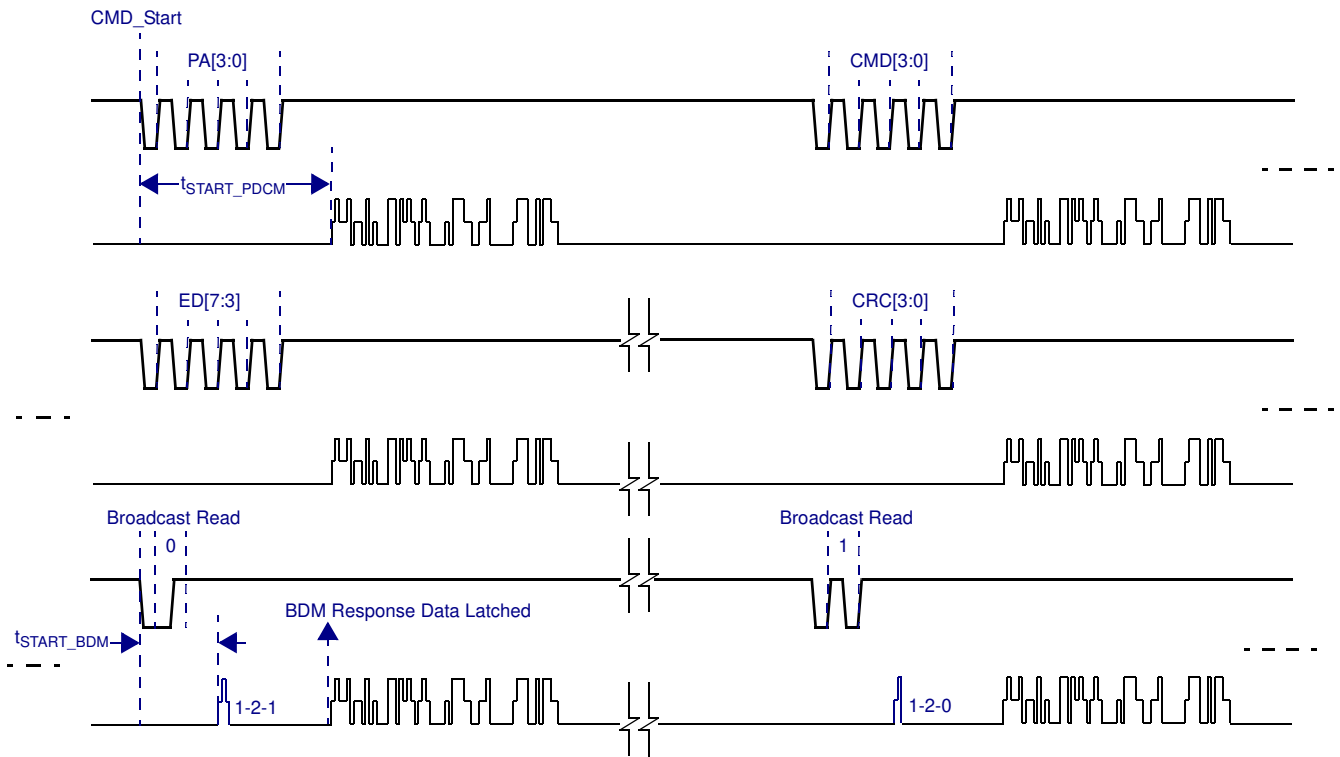 CMD_Start
PA[3:0]
CMD[3:0]
tSTART_PDCM
ED[7:3]
CRC[3:0]
Broadcast Read
Broadcast Read
0
1
BDM Response Data Latched
tSTART_BDM
1-2-1
1-2-0